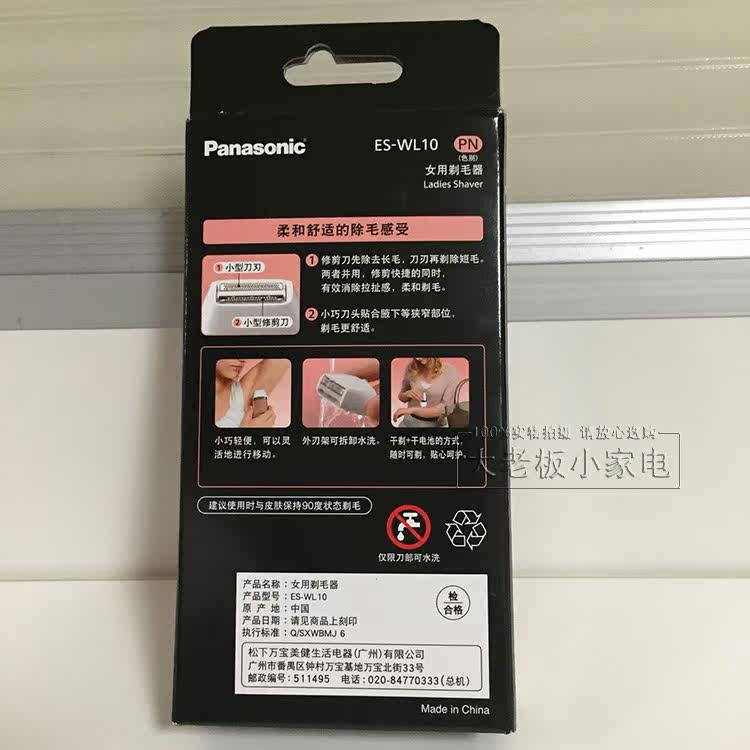 Panasonic
ES-WL10 PN
(色别)
女用剃毛器
Ladies Shaver
柔和舒适的除毛感受
1 小型刀刃
2 小型修剪刀
1 修剪刀先除去长毛，刀刃再剃除短毛。
两者并用，修剪快捷的同时，
有效消除拉扯感，柔和剃毛。
2 小巧刀头贴合腋下等狭窄部位，
剃毛更舒适。
小巧轻便，可以灵
活地进行移动。
外刃架可拆卸水洗。
干剃+干电池的方式，
随时可剃，贴心呵护。
100%实物拍摄 请放心选购
大老板小家电
建议使用时与皮肤保持90度状态剃毛
仅限刀部可水洗
产品名称：女用剃毛器
产品型号：ES-WL10
原 产 地：中国
产品日期：请见商品上刻印
执行标准：Q/SXWBMJ 6
检
合格
松下万宝美健生活电器(广州)有限公司
广州市番禺区钟村万宝基地万宝北街33号
邮政编号：511495 电话：020-84770333(总机)
Made in China